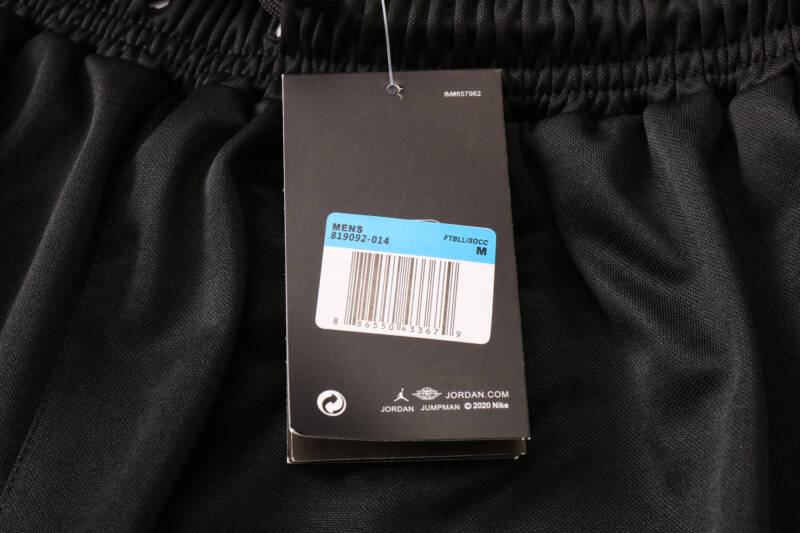 IM#657962
MENS
819092-014
FTBLL/SOCC
M
8 86550 43367 9
JORDAN.COM
JORDAN JUMPMAN © 2020 Nike